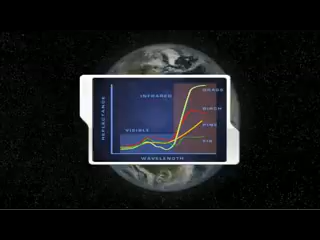 GRASS
INFRARED
BIRCH
REFLECTANCE
PINE
VISIBLE
FIR
WAVELENGTH